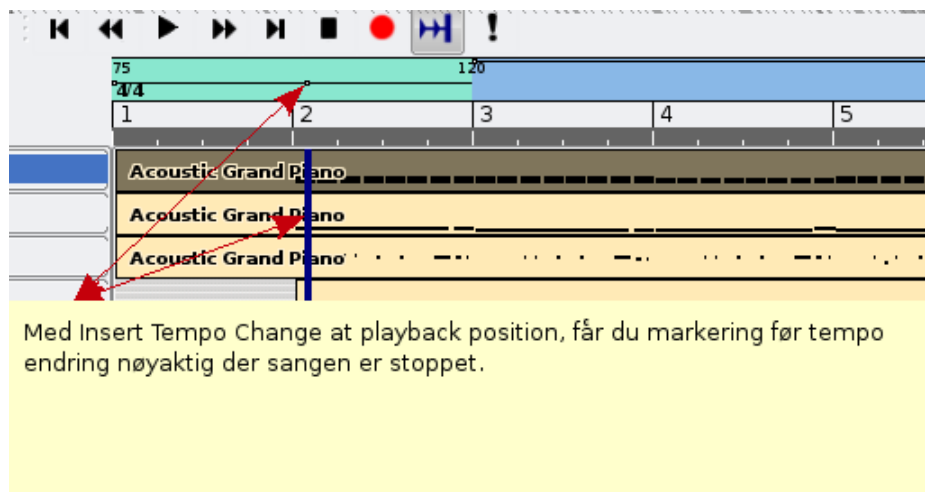 75 120
4/4
1 2 3 4 5
Acoustic Grand Piano
Acoustic Grand Piano
Acoustic Grand Piano
Med Insert Tempo Change at playback position, får du markering før tempo
endring nøyaktig der sangen er stoppet.